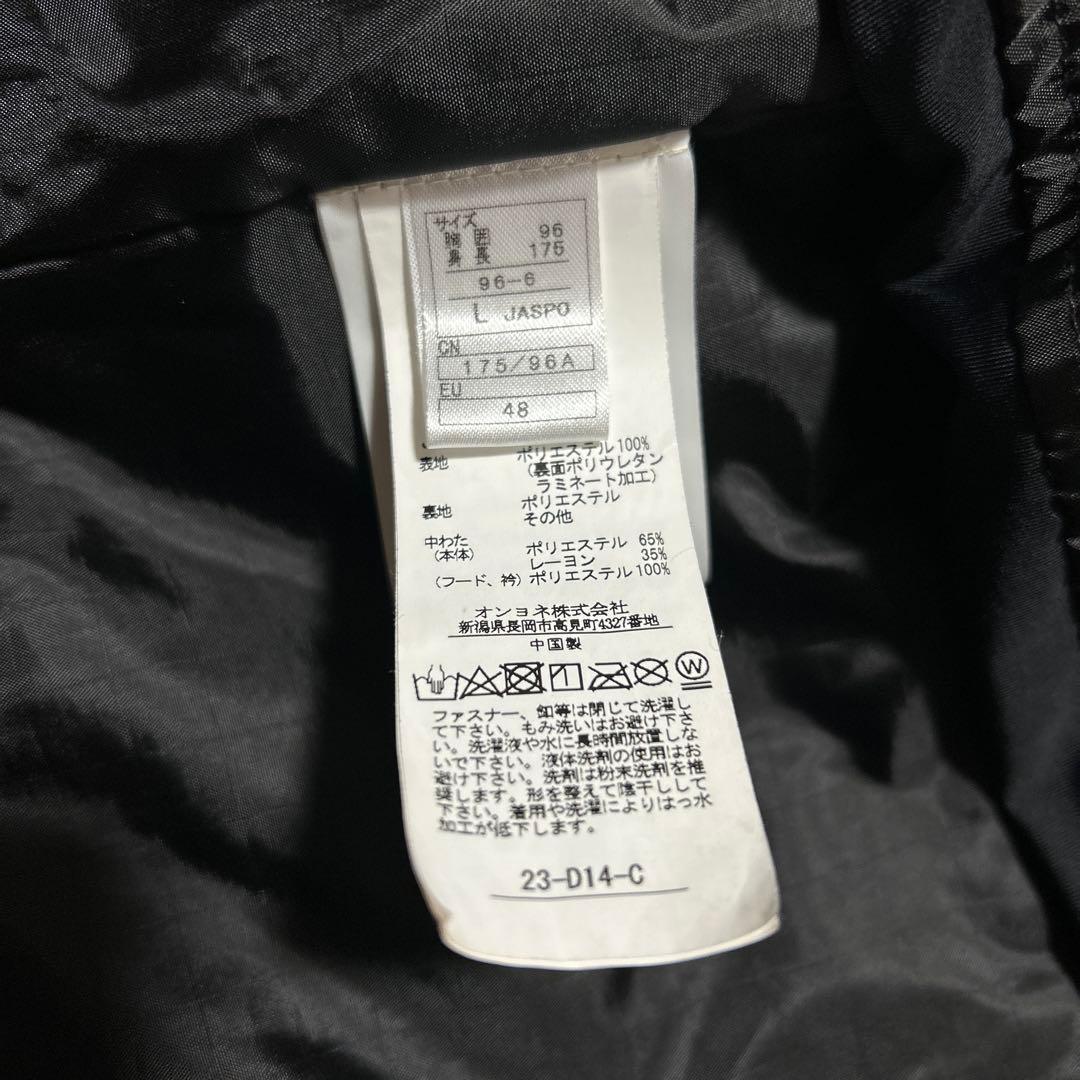 サイズ
胸囲 96
身長 175
96-6
L JASPO
CN
175/96A
EU
48
表地 ポリエステル100%
(裏面ポリウレタン
ラミネート加工)
裏地 ポリエステル
その他
中わた
(本体) ポリエステル 65%
レーヨン 35%
(フード、衿) ポリエステル100%
オンヨネ株式会社
新潟県長岡市高見町4327番地
中国製
W
ファスナー、釦等は閉じて洗濯し
て下さい。もみ洗いはお避け下さ
い。洗濯液や水に長時間放置しな
いで下さい。液体洗剤の使用はお
避け下さい。洗剤は粉末洗剤を推
奨します。形を整えて陰干しして
下さい。着用や洗濯によりはっ水
加工が低下します。
23-D14-C